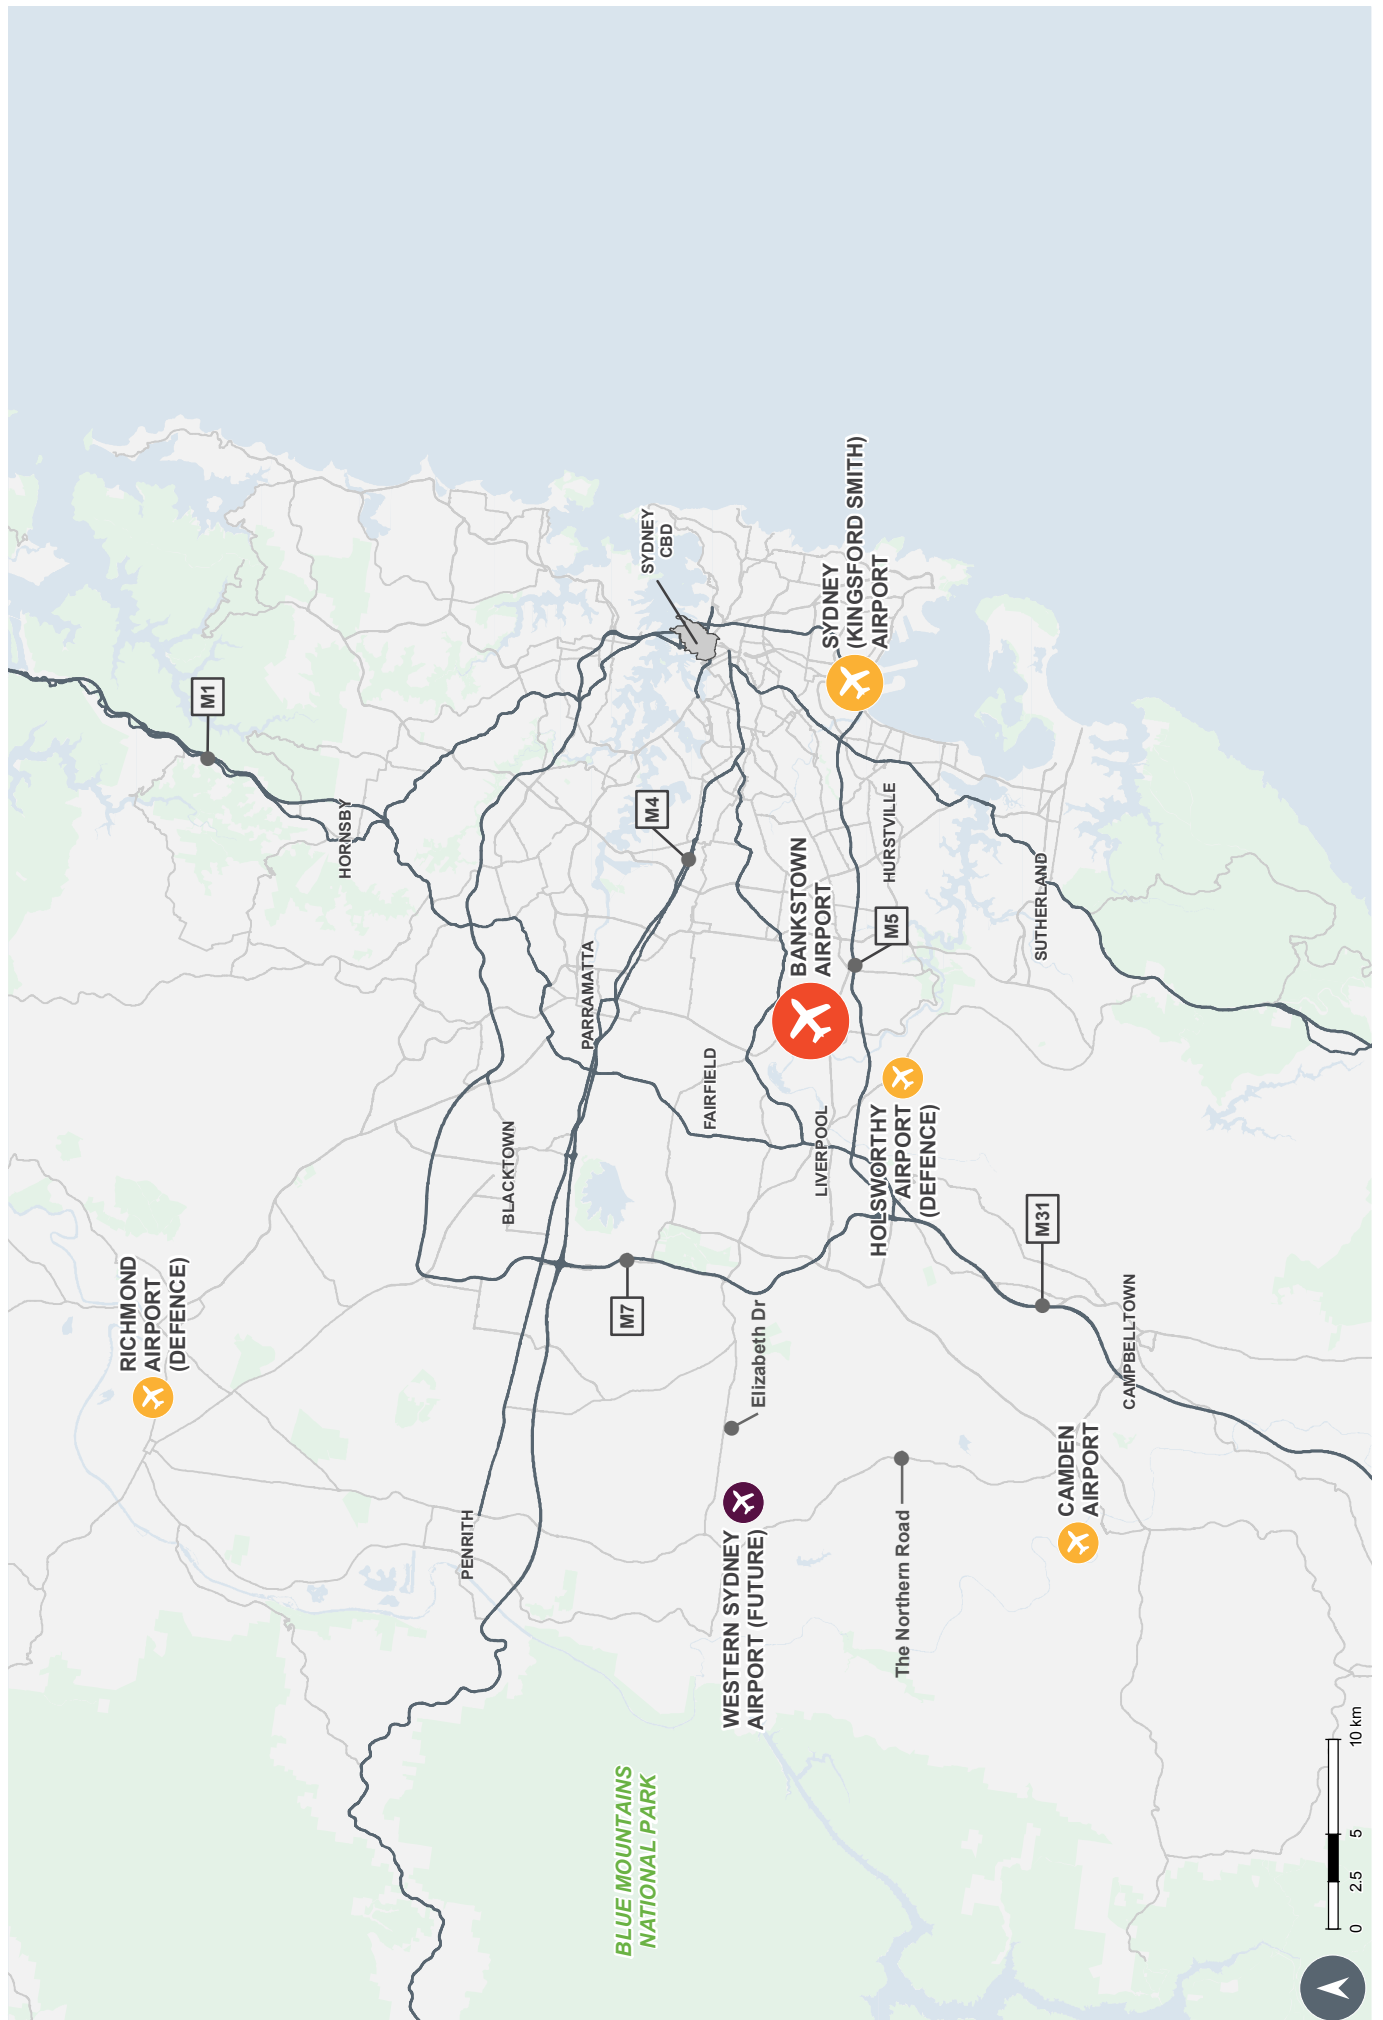 BLUE MOUNTAINS
NATIONAL PARK
PENRITH
RICHMOND
AIRPORT
(DEFENCE)
BLACKTOWN
HORNSBY
M1
PARRAMATTA
M4
M7
SYDNEY
CBD
WESTERN SYDNEY
AIRPORT (FUTURE)
Elizabeth Dr
FAIRFIELD
LIVERPOOL
BANKSTOWN
AIRPORT
SYDNEY
(KINGSFORD SMITH)
AIRPORT
The Northern Road
HOLSWORTHY
AIRPORT
(DEFENCE)
M5
HURSTVILLE
M31
SUTHERLAND
CAMDEN
AIRPORT
CAMPBELLTOWN
0 2.5 5 10 km